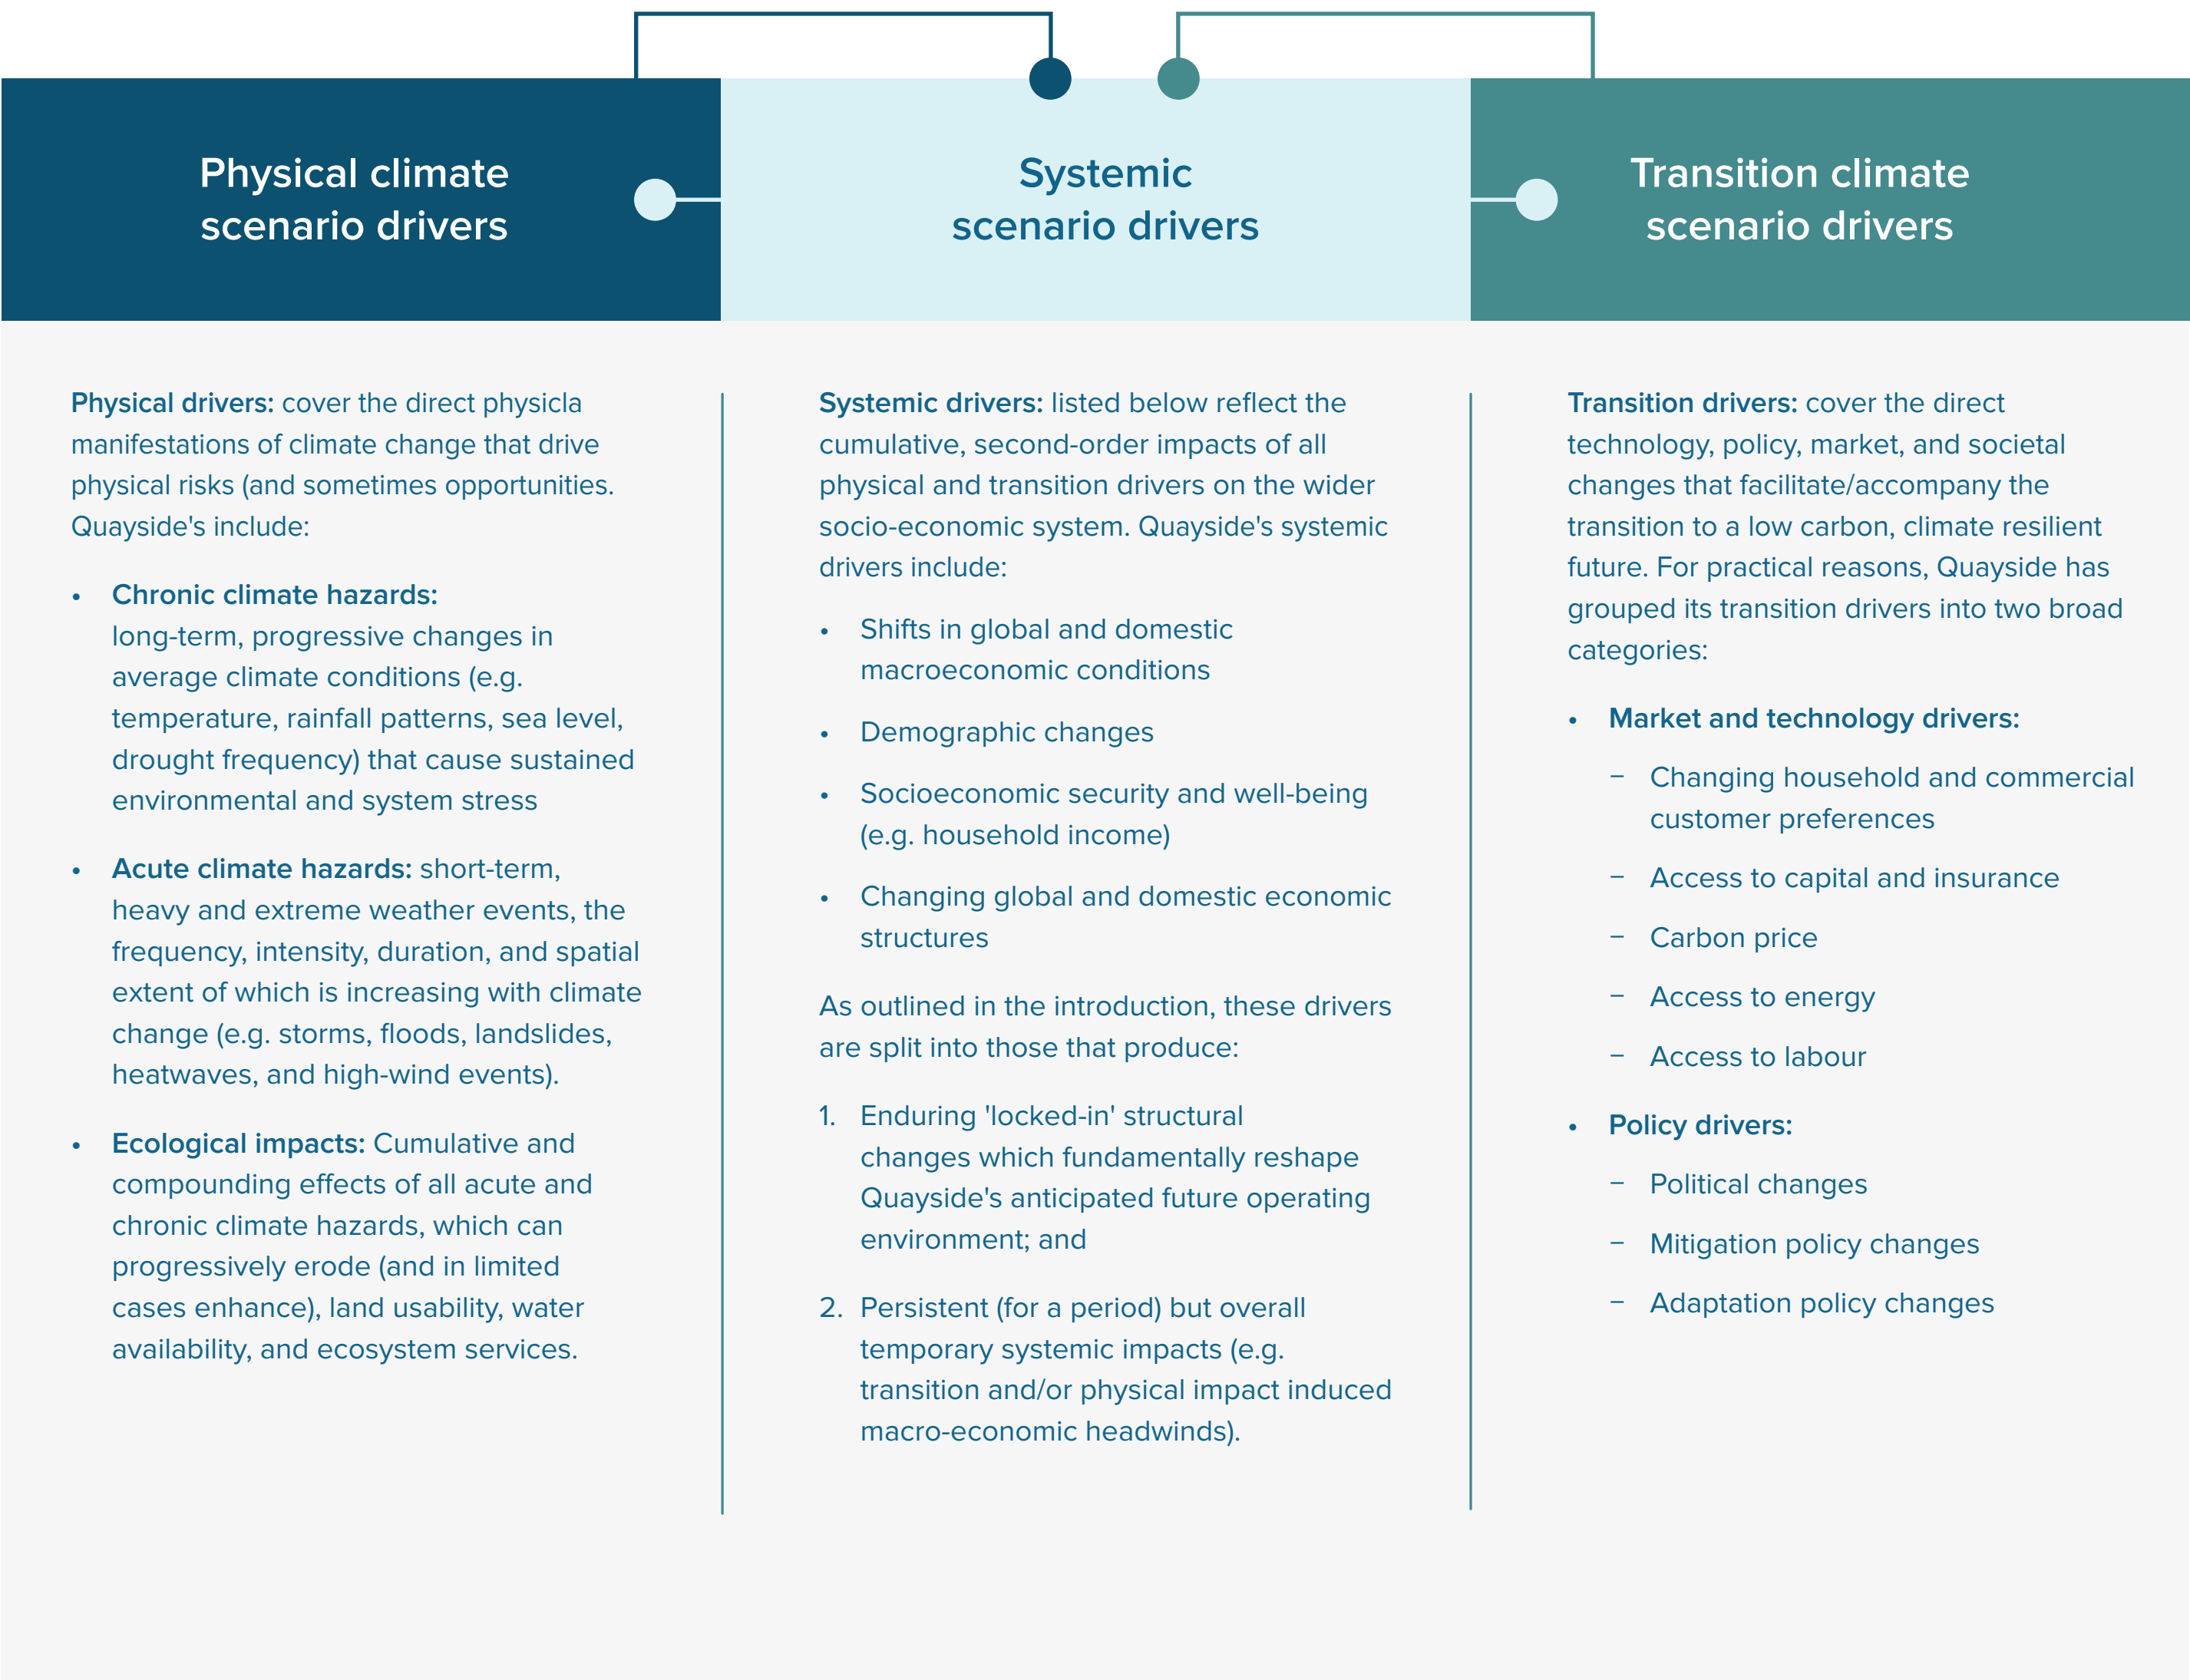 Physical climate
scenario drivers
Systemic
scenario drivers
Transition climate
scenario drivers
Physical drivers: cover the direct physicla
manifestations of climate change that drive
physical risks (and sometimes opportunities.
Quayside's include:
• Chronic climate hazards:
long-term, progressive changes in
average climate conditions (e.g.
temperature, rainfall patterns, sea level,
drought frequency) that cause sustained
environmental and system stress
• Acute climate hazards: short-term,
heavy and extreme weather events, the
frequency, intensity, duration, and spatial
extent of which is increasing with climate
change (e.g. storms, floods, landslides,
heatwaves, and high-wind events).
• Ecological impacts: Cumulative and
compounding effects of all acute and
chronic climate hazards, which can
progressively erode (and in limited
cases enhance), land usability, water
availability, and ecosystem services.
Systemic drivers: listed below reflect the
cumulative, second-order impacts of all
physical and transition drivers on the wider
socio-economic system. Quayside's systemic
drivers include:
• Shifts in global and domestic
macroeconomic conditions
• Demographic changes
• Socioeconomic security and well-being
(e.g. household income)
• Changing global and domestic economic
structures
As outlined in the introduction, these drivers
are split into those that produce:
1. Enduring 'locked-in' structural
changes which fundamentally reshape
Quayside's anticipated future operating
environment; and
2. Persistent (for a period) but overall
temporary systemic impacts (e.g.
transition and/or physical impact induced
macro-economic headwinds).
Transition drivers: cover the direct
technology, policy, market, and societal
changes that facilitate/accompany the
transition to a low carbon, climate resilient
future. For practical reasons, Quayside has
grouped its transition drivers into two broad
categories:
• Market and technology drivers:
– Changing household and commercial
customer preferences
– Access to capital and insurance
– Carbon price
– Access to energy
– Access to labour
• Policy drivers:
– Political changes
– Mitigation policy changes
– Adaptation policy changes